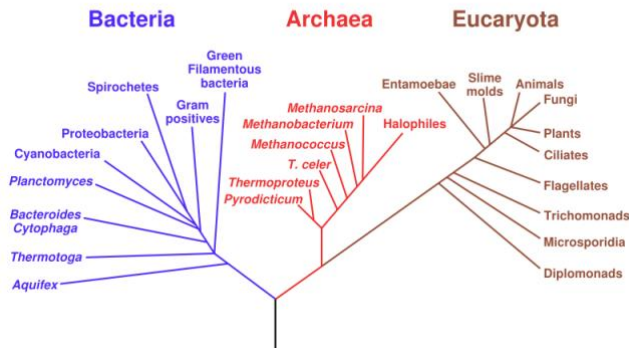 Bacteria
Archaea
Eucaryota
Green
Filamentous
bacteria
Spirochetes
Gram
positives
Proteobacteria
Cyanobacteria
Planctomyces
Bacteroides
Cytophaga
Thermotoga
Aquifex
Methanosarcina
Methanobacterium
Halophiles
Methanococcus
T. celer
Thermoproteus
Pyrodicticum
Entamoebae
Slime
molds
Animals
Fungi
Plants
Ciliates
Flagellates
Trichomonads
Microsporidia
Diplomonads